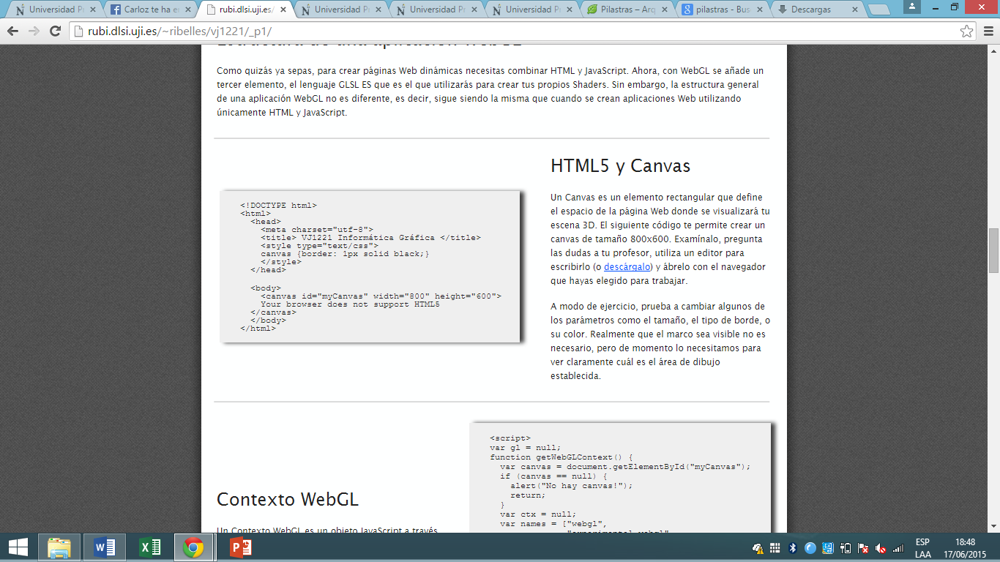 Universidad Pr
Carloz te ha e
rubi.dlsi.uji.es/
Universidad Pr
Universidad Pr
Universidad Pr
Pilastras – Arq
pilastras - Bus
Descargas
rubi.dlsi.uji.es/~ribelles/vj1221/_p1/
Estructura de una aplicación WebGL
Como quizás ya sepas, para crear páginas Web dinámicas necesitas combinar HTML y JavaScript. Ahora, con WebGL se añade un
tercer elemento, el lenguaje GLSL ES que es el que utilizarás para crear tus propios Shaders. Sin embargo, la estructura general
de una aplicación WebGL no es diferente, es decir, sigue siendo la misma que cuando se crean aplicaciones Web utilizando
únicamente HTML y JavaScript.
<!DOCTYPE html>
<html>
<head>
<meta charset="utf-8">
<title> VJ1221 Informática Gráfica </title>
<style type="text/css">
canvas {border: 1px solid black;}
</style>
</head>
<body>
<canvas id="myCanvas" width="800" height="600">
Your browser does not support HTML5
</canvas>
</body>
</html>
HTML5 y Canvas
Un Canvas es un elemento rectangular que define
el espacio de la página Web donde se visualizará tu
escena 3D. El siguiente código te permite crear un
canvas de tamaño 800x600. Examínalo, pregunta
las dudas a tu profesor, utiliza un editor para
escribirlo (o descárgalo) y ábrelo con el navegador
que hayas elegido para trabajar.
A modo de ejercicio, prueba a cambiar algunos de
los parámetros como el tamaño, el tipo de borde, o
su color. Realmente que el marco sea visible no es
necesario, pero de momento lo necesitamos para
ver claramente cuál es el área de dibujo
establecida.
Contexto WebGL
Un Contexto WebGL es un objeto JavaScript a través
<script>
var gl = null;
function getWebGLContext() {
var canvas = document.getElementById("myCanvas");
if (canvas == null) {
alert("No hay canvas!");
return;
}
var ctx = null;
var names = ["webgl",
"experimental-webgl"
ESP
LAA
18:48
17/06/2015